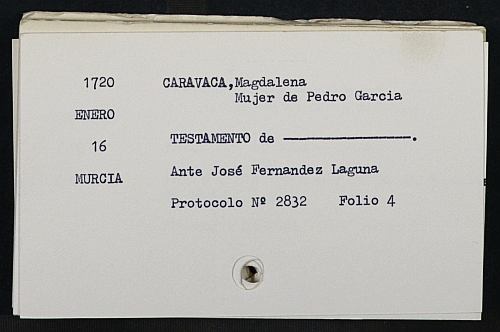 1720 CARAVACA,Magdalena
Mujer de Pedro Garcia
ENERO
16 TESTAMENTO de ————————.
MURCIA Ante José Fernandez Laguna
Protocolo Nº 2832 Folio 4